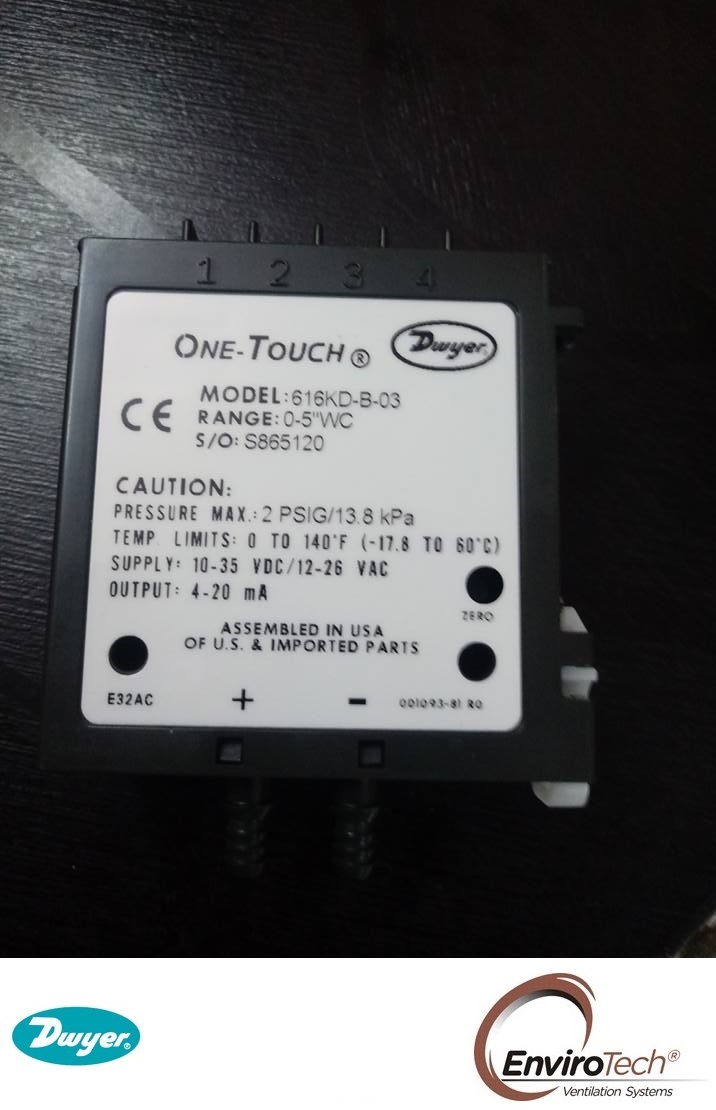 1 2 3 4
ONE-TOUCH ®
Dwyer
MODEL: 616KD-B-03
CE
RANGE: 0-5"WC
S/O: S865120
CAUTION:
PRESSURE MAX.: 2 PSIG/13.8 kPa
TEMP. LIMITS: 0 TO 140°F (-17.8 TO 60°C)
SUPPLY: 10-35 VDC/12-26 VAC
OUTPUT: 4-20 mA
ZERO
ASSEMBLED IN USA
OF U.S. & IMPORTED PARTS
E32AC + - 001093-81 R0
Dwyer®
EnviroTech®
Ventilation Systems